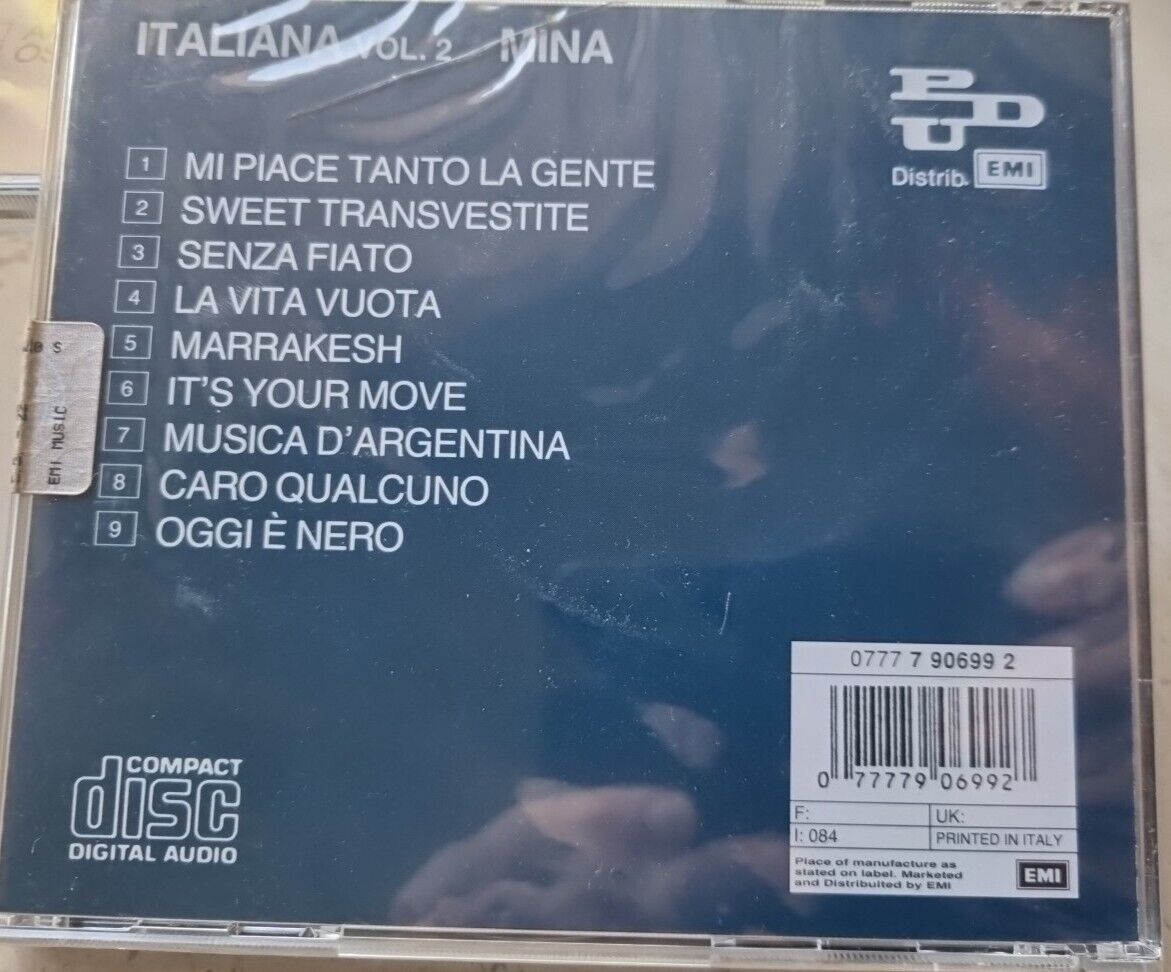 ITALIANA VOL. 2 MINA
PDU
Distrib. EMI
1 MI PIACE TANTO LA GENTE
2 SWEET TRANSVESTITE
3 SENZA FIATO
4 LA VITA VUOTA
5 MARRAKESH
6 IT'S YOUR MOVE
7 MUSICA D'ARGENTINA
8 CARO QUALCUNO
9 OGGI È NERO
EMI MUSIC
0777 7 90699 2
0 77779 06992
F: UK:
I: 084 PRINTED IN ITALY
Place of manufacture as
stated on label. Marketed
and Distribuited by EMI
EMI
COMPACT
disc
DIGITAL AUDIO